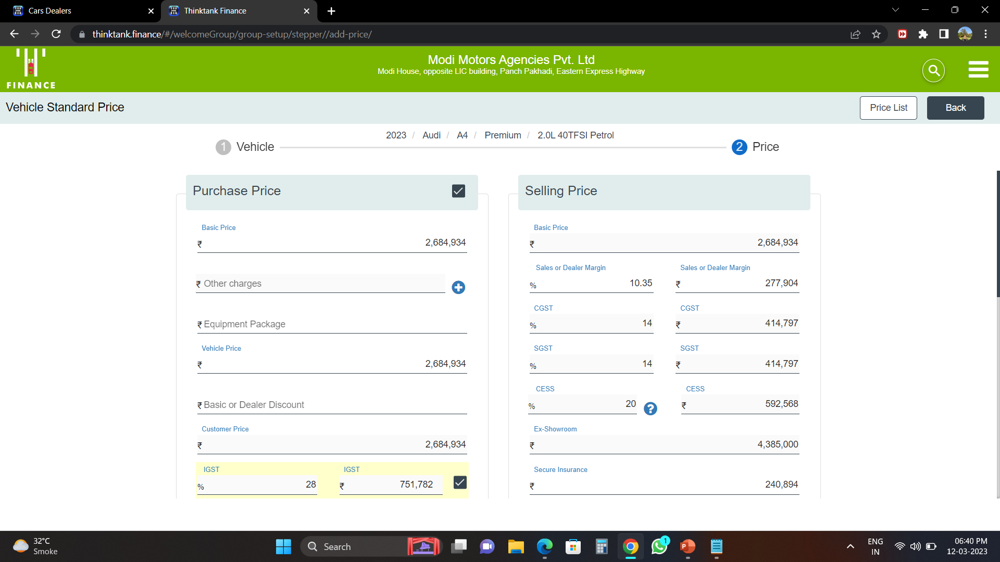 Cars Dealers
Thinktank Finance
thinktank.finance/#/welcomeGroup/group-setup/stepper//add-price/
FINANCE
Modi Motors Agencies Pvt. Ltd
Modi House, opposite LIC building, Panch Pakhadi, Eastern Express Highway
Vehicle Standard Price
Price List
Back
2023 / Audi / A4 / Premium / 2.0L 40TFSI Petrol
1 Vehicle
2 Price
Purchase Price
Basic Price
₹ 2,684,934
₹ Other charges
₹ Equipment Package
Vehicle Price
₹ 2,684,934
₹ Basic or Dealer Discount
Customer Price
₹ 2,684,934
IGST IGST
% 28 ₹ 751,782
Selling Price
Basic Price
₹ 2,684,934
Sales or Dealer Margin Sales or Dealer Margin
% 10.35 ₹ 277,904
CGST CGST
% 14 ₹ 414,797
SGST SGST
% 14 ₹ 414,797
CESS CESS
% 20 ? ₹ 592,568
Ex-Showroom
₹ 4,385,000
Secure Insurance
₹ 240,894
32°C
Smoke
Search
1
P
ENG
IN
06:40 PM
12-03-2023